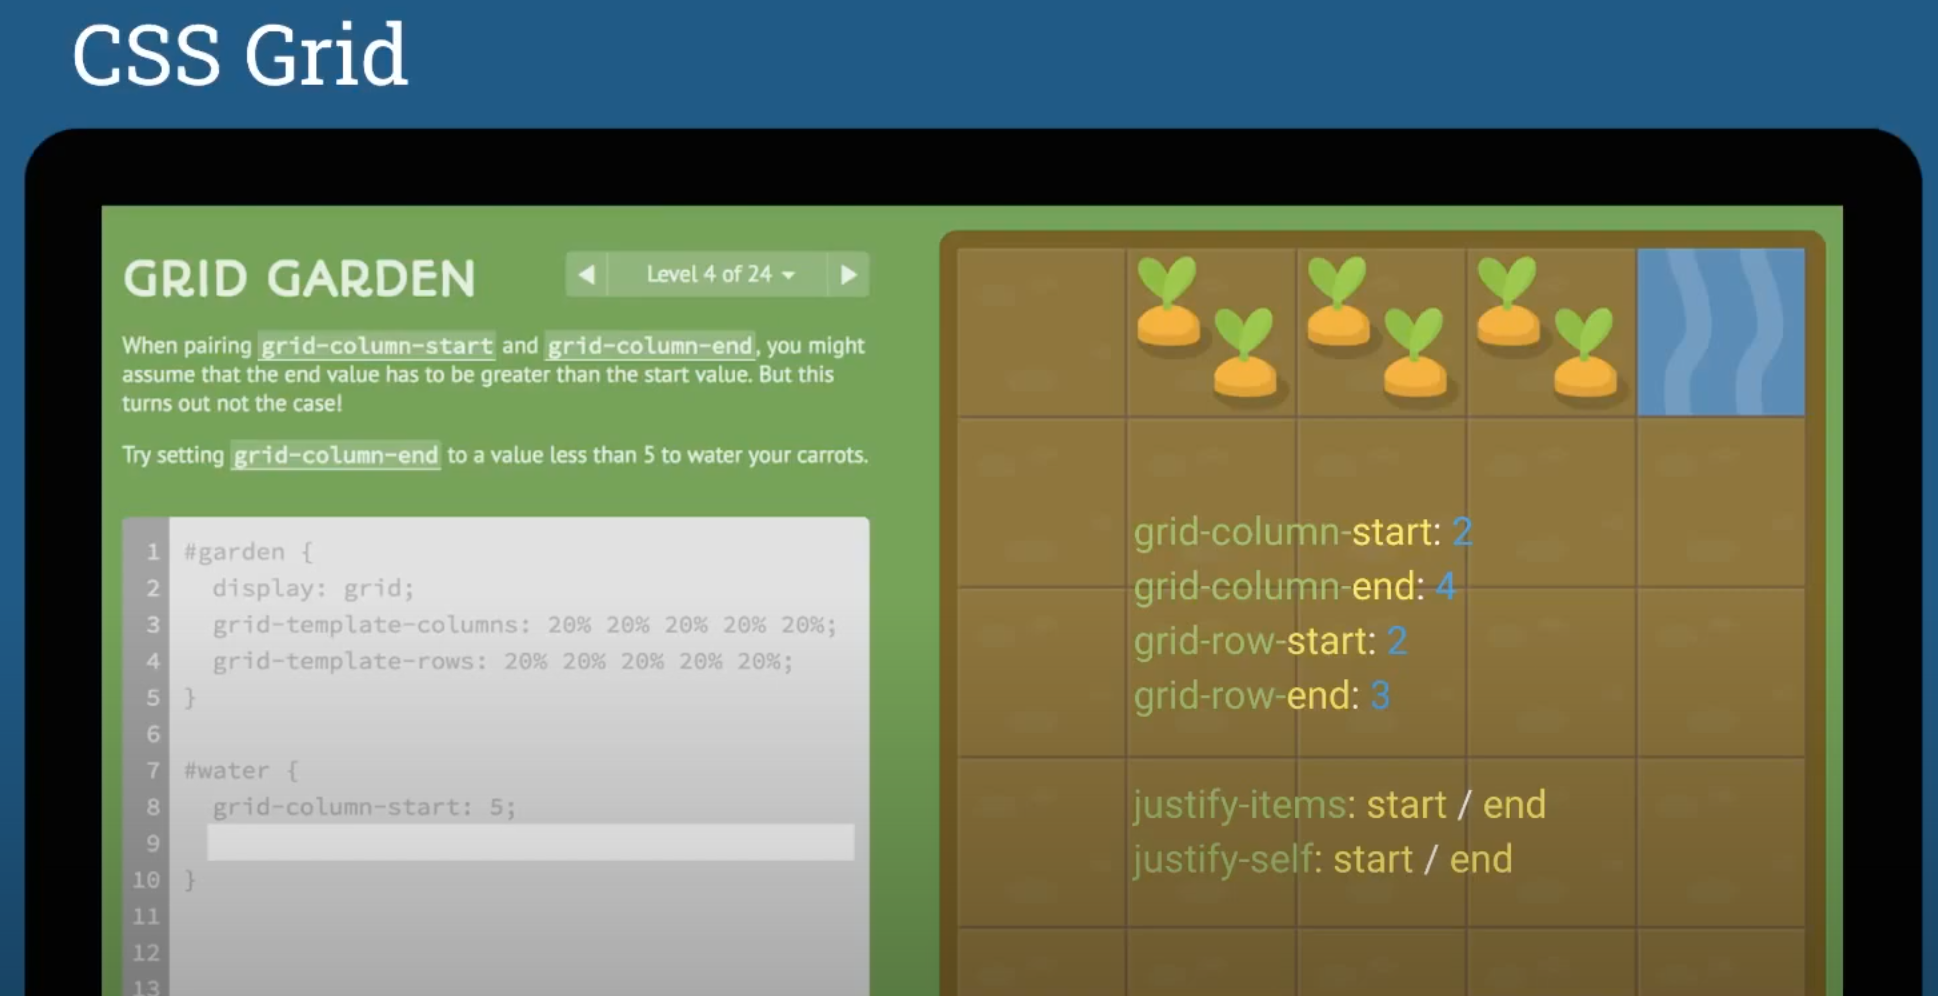 CSS Grid
GRID GARDEN
Level 4 of 24
When pairing grid-column-start and grid-column-end, you might
assume that the end value has to be greater than the start value. But this
turns out not the case!
Try setting grid-column-end to a value less than 5 to water your carrots.
1 #garden {
2 display: grid;
3 grid-template-columns: 20% 20% 20% 20% 20%;
4 grid-template-rows: 20% 20% 20% 20% 20%;
5 }
6
7 #water {
8 grid-column-start: 5;
9
10 }
11
12
13
grid-column-start: 2
grid-column-end: 4
grid-row-start: 2
grid-row-end: 3
justify-items: start / end
justify-self: start / end